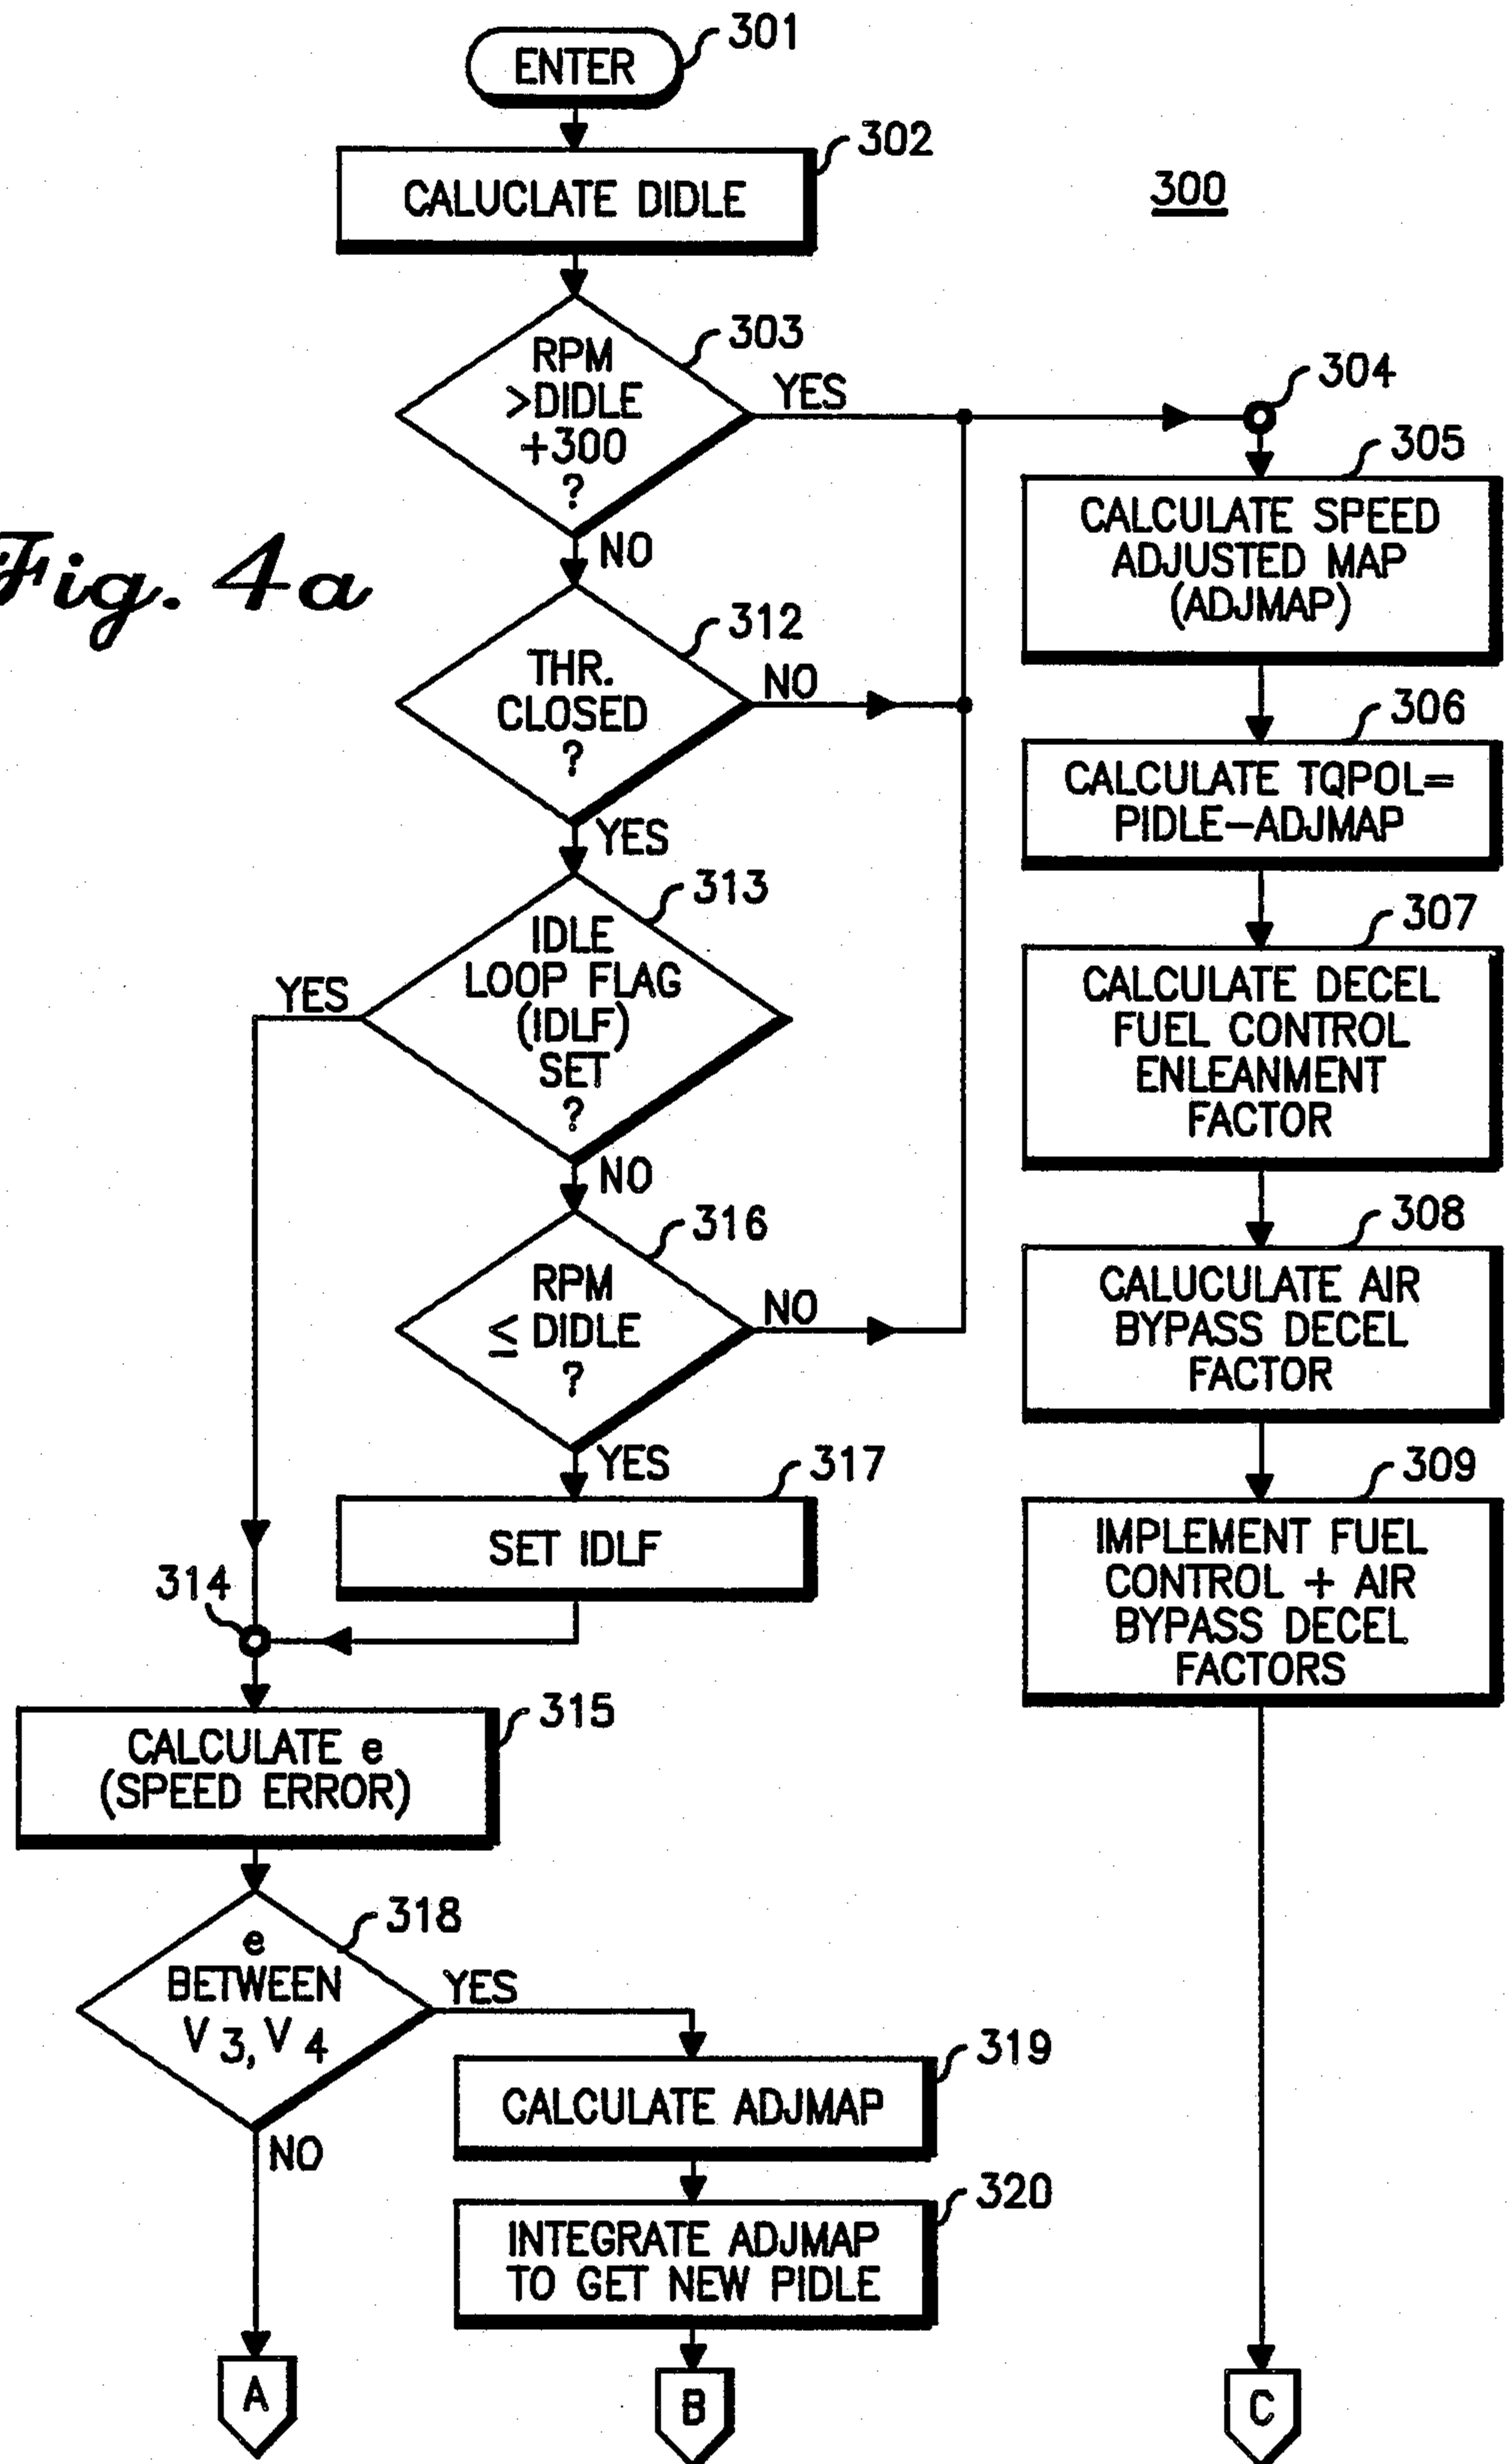 301
ENTER
302
CALUCLATE DIDLE
300
303
RPM
>DIDLE
+300
?
YES
NO
304
305
CALCULATE SPEED
ADJUSTED MAP
(ADJMAP)
Fig. 4a
312
THR.
CLOSED
?
NO
YES
306
CALCULATE TQPOL=
PIDLE-ADJMAP
313
IDLE
LOOP FLAG
(IDLF)
SET
?
YES
NO
307
CALCULATE DECEL
FUEL CONTROL
ENLEANMENT
FACTOR
316
RPM
≤ DIDLE
?
NO
YES
308
CALUCULATE AIR
BYPASS DECEL
FACTOR
317
SET IDLF
309
IMPLEMENT FUEL
CONTROL + AIR
BYPASS DECEL
FACTORS
314
315
CALCULATE e
(SPEED ERROR)
318
e
BETWEEN
V 3, V 4
YES
NO
319
CALCULATE ADJMAP
320
INTEGRATE ADJMAP
TO GET NEW PIDLE
A
B
C